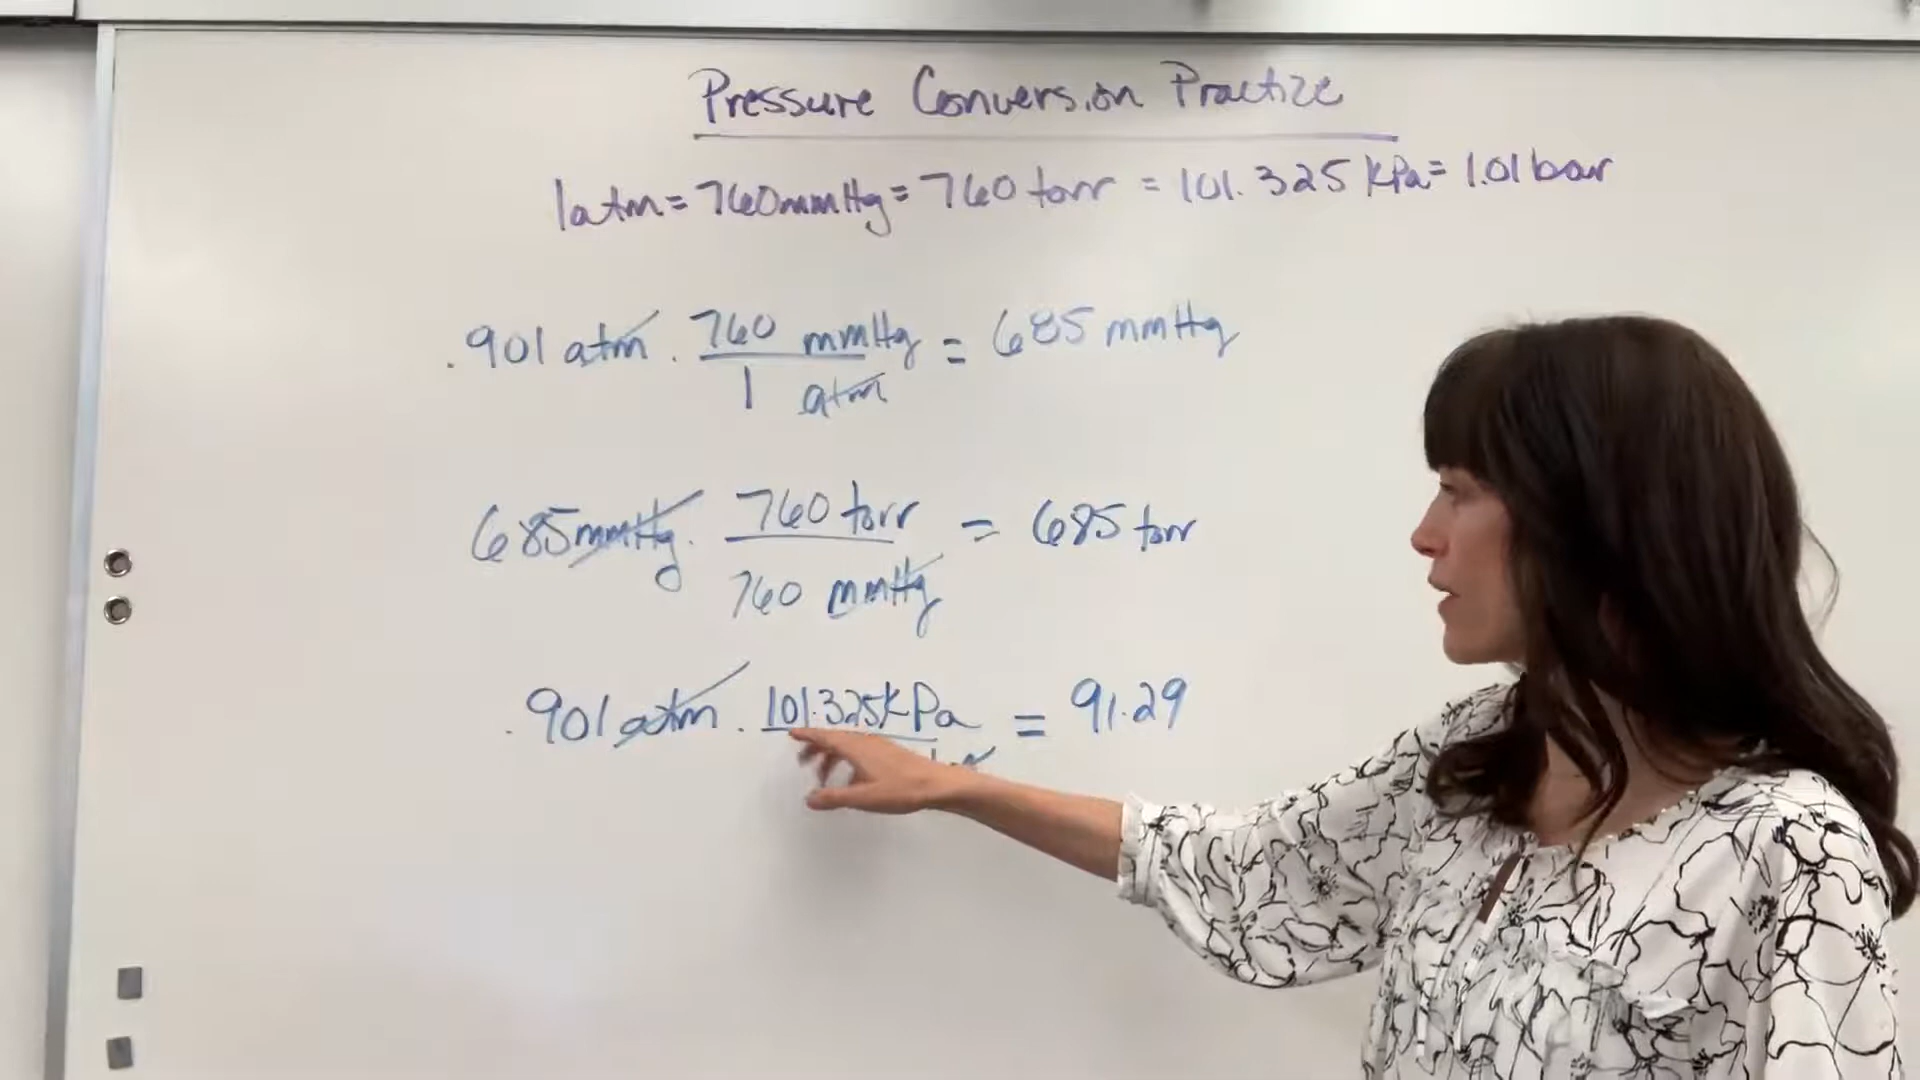 Pressure Conversion Practize
1atm = 760mmHg = 760 torr = 101.325 kPa = 1.01 bar
.901 atm . 760 mmHg = 685 mmHg
1 atm
685mmHg . 760 torr = 685 torr
760 mmHg
.901 atm . 101.325kPa = 91.29